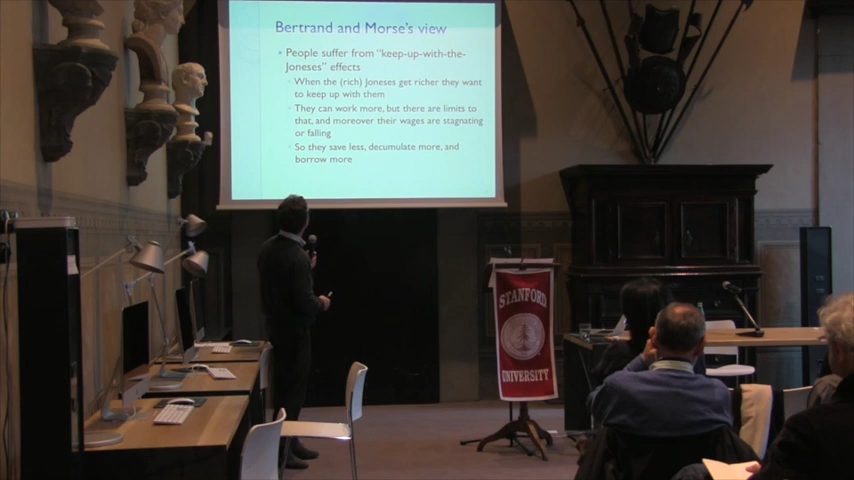 Bertrand and Morse's view
• People suffer from "keep-up-with-the-
Joneses" effects
◦ When the (rich) Joneses get richer they want
to keep up with them
◦ They can work more, but there are limits to
that, and moreover their wages are stagnating
or falling
◦ So they save less, decumulate more, and
borrow more
STANFORD
UNIVERSITY